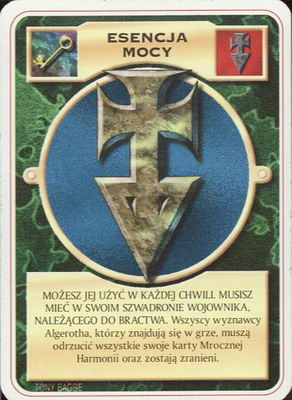 ESENCJA
MOCY
MOŻESZ JEJ UŻYĆ W KAŻDEJ CHWILI. MUSISZ
MIEĆ W SWOIM SZWADRONIE WOJOWNIKA,
NALEŻĄCEGO DO BRACTWA. Wszyscy wyznawcy
Algerotha, którzy znajdują się w grze, muszą
odrzucić wszystkie swoje karty Mrocznej
Harmonii oraz zostają zranieni.
TONY BAGGE